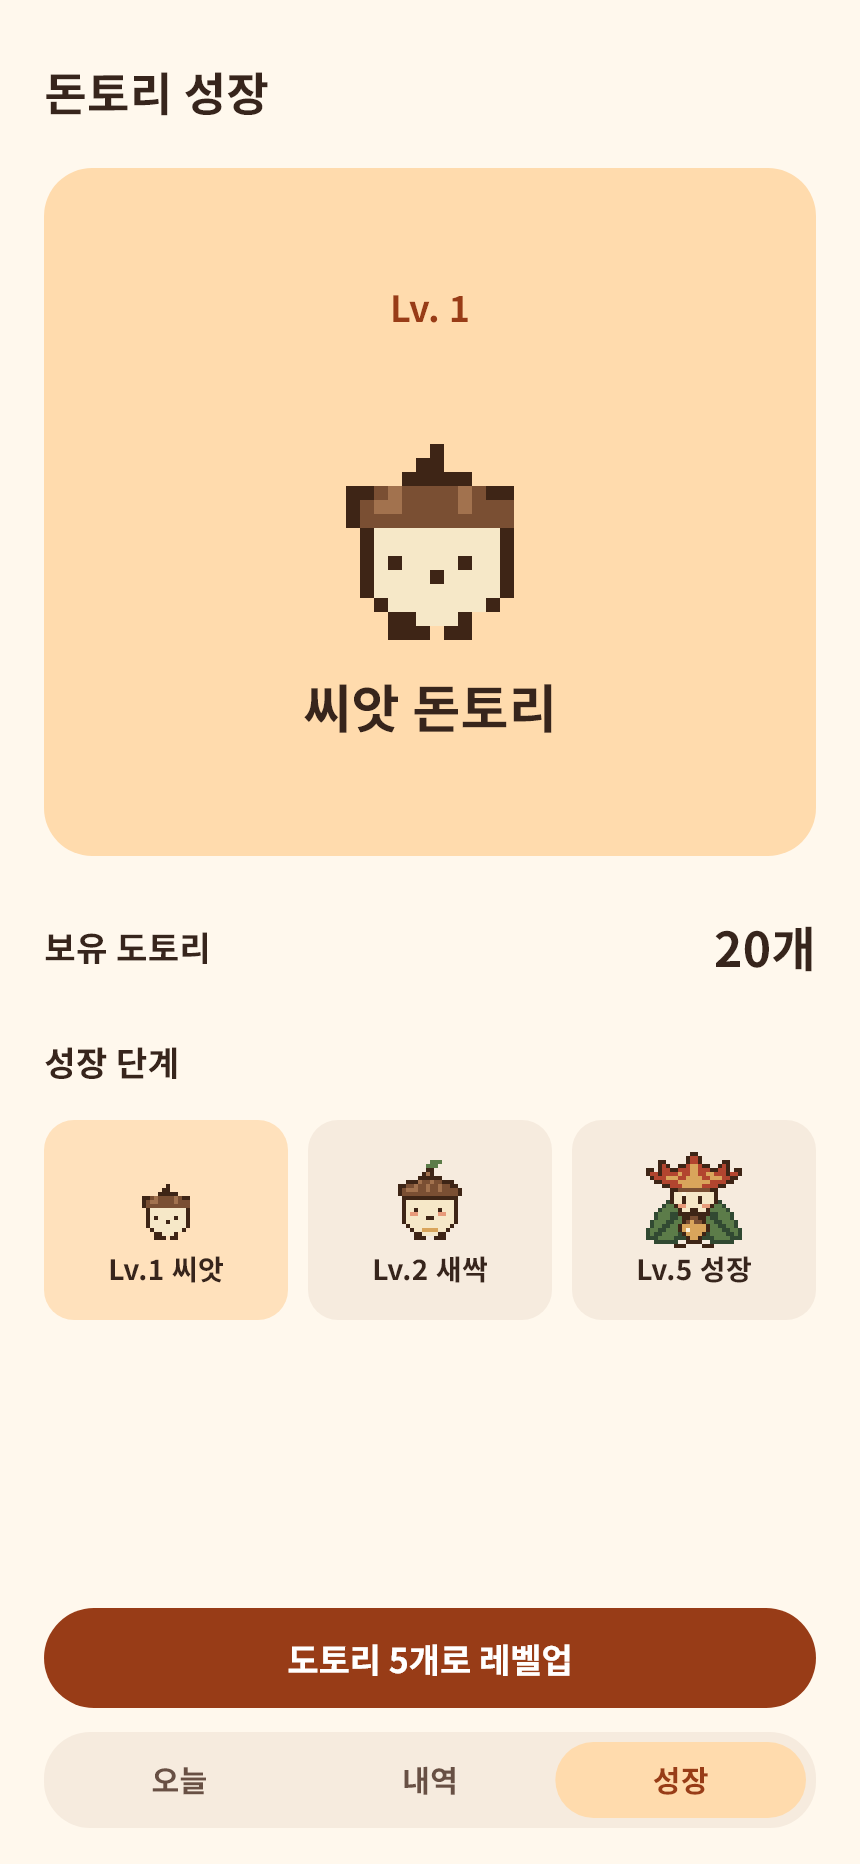 돈토리 성장
Lv. 1
씨앗 돈토리
보유 도토리
20개
성장 단계
Lv.1 씨앗
Lv.2 새싹
Lv.5 성장
도토리 5개로 레벨업
오늘
내역
성장